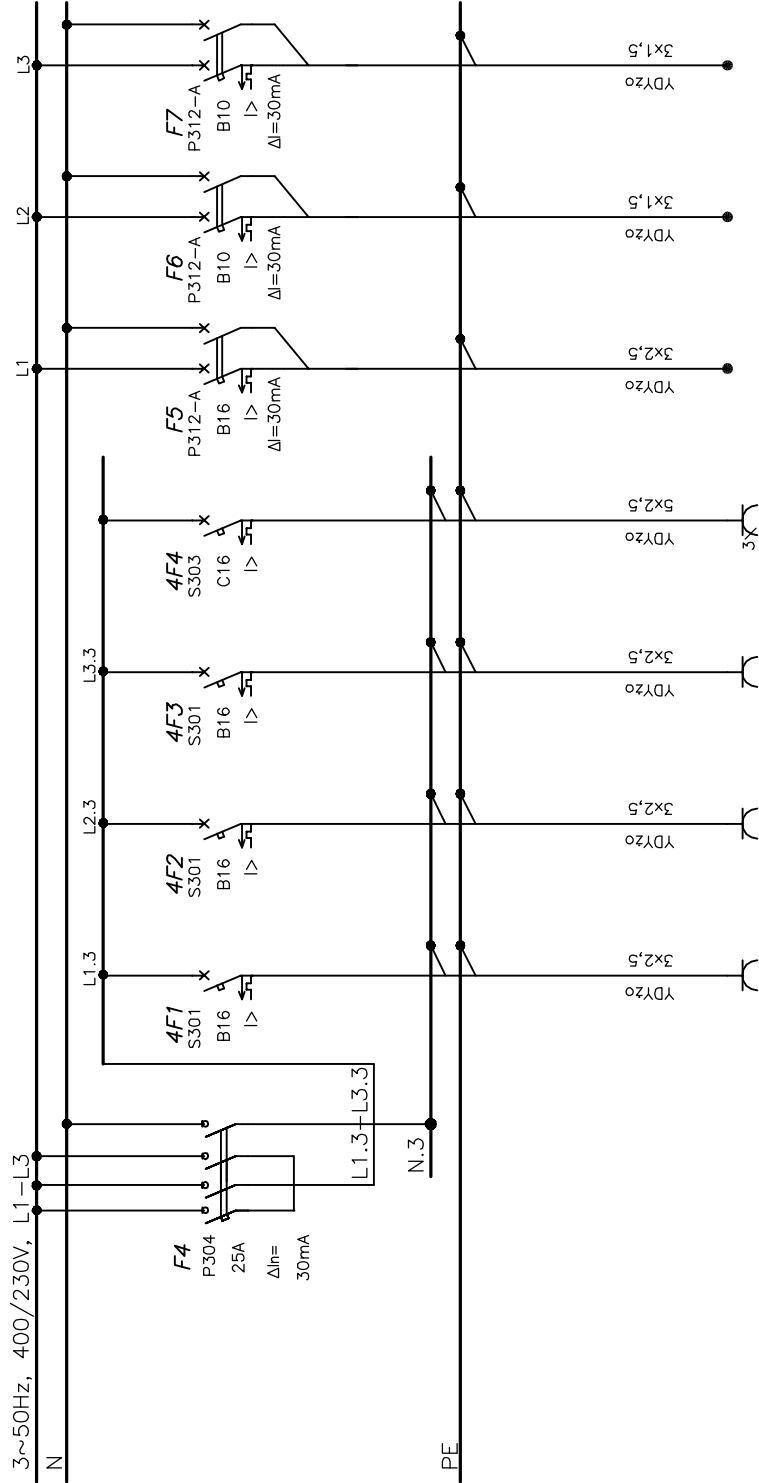 3~50Hz, 400/230V, L1-L3
N
PE
F4
P304
25A
ΔIn=
30mA
L1.3-L3.3
N.3
L1.3
4F1
S301
B16
I>
YDYżo
3x2,5
L2.3
4F2
S301
B16
I>
YDYżo
3x2,5
L3.3
4F3
S301
B16
I>
YDYżo
3x2,5
4F4
S303
C16
I>
YDYżo
5x2,5
3x
L1
F5
P312-A
B16
I>
ΔI=30mA
YDYżo
3x2,5
L2
F6
P312-A
B10
I>
ΔI=30mA
YDYżo
3x1,5
L3
F7
P312-A
B10
I>
ΔI=30mA
YDYżo
3x1,5